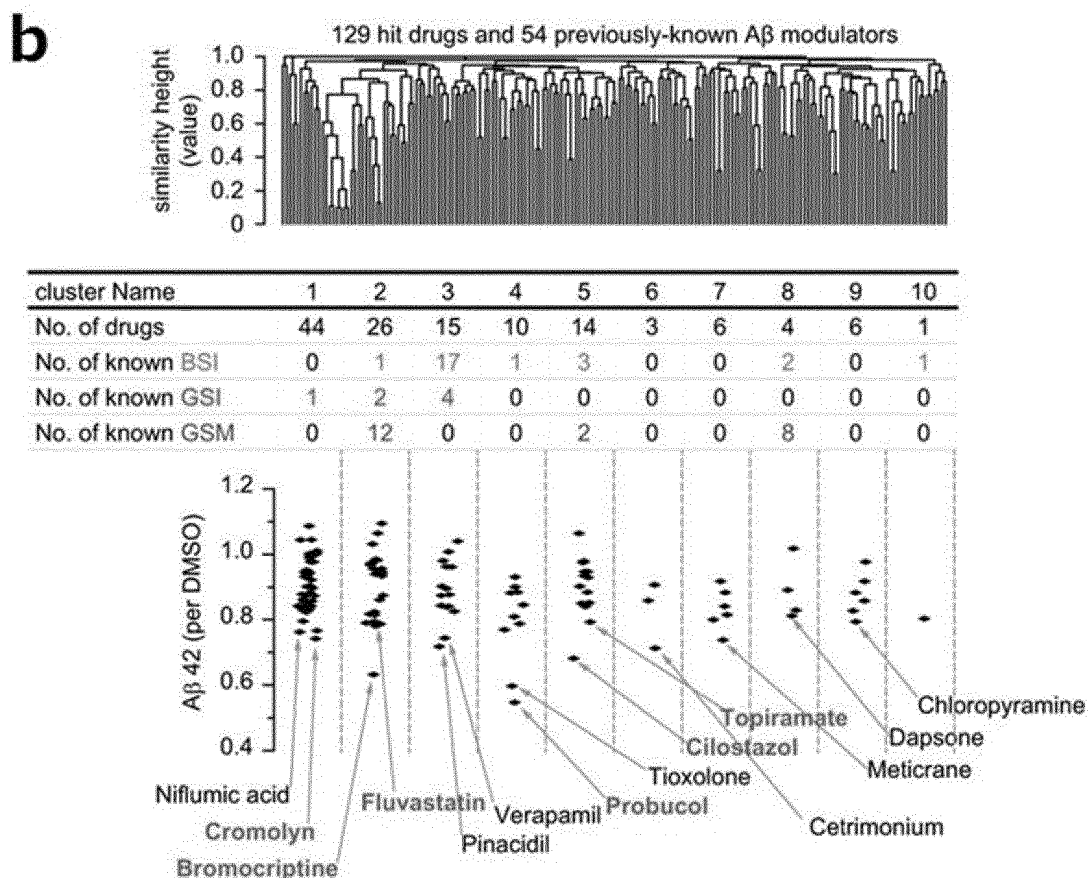 b
129 hit drugs and 54 previously-known Aβ modulators
similarity height
(value)
1.0
0.8
0.6
0.4
0.2
0
cluster Name 1 2 3 4 5 6 7 8 9 10
No. of drugs 44 26 15 10 14 3 6 4 6 1
No. of known BSI 0 1 17 1 3 0 0 2 0 1
No. of known GSI 1 2 4 0 0 0 0 0 0 0
No. of known GSM 0 12 0 0 2 0 0 8 0 0
Aβ 42 (per DMSO)
1.2
1.0
0.8
0.6
0.4
Chloropyramine
Topiramate
Dapsone
Cilostazol
Meticrane
Tioxolone
Niflumic acid
Fluvastatin
Probucol
Verapamil
Cetrimonium
Cromolyn
Pinacidil
Bromocriptine